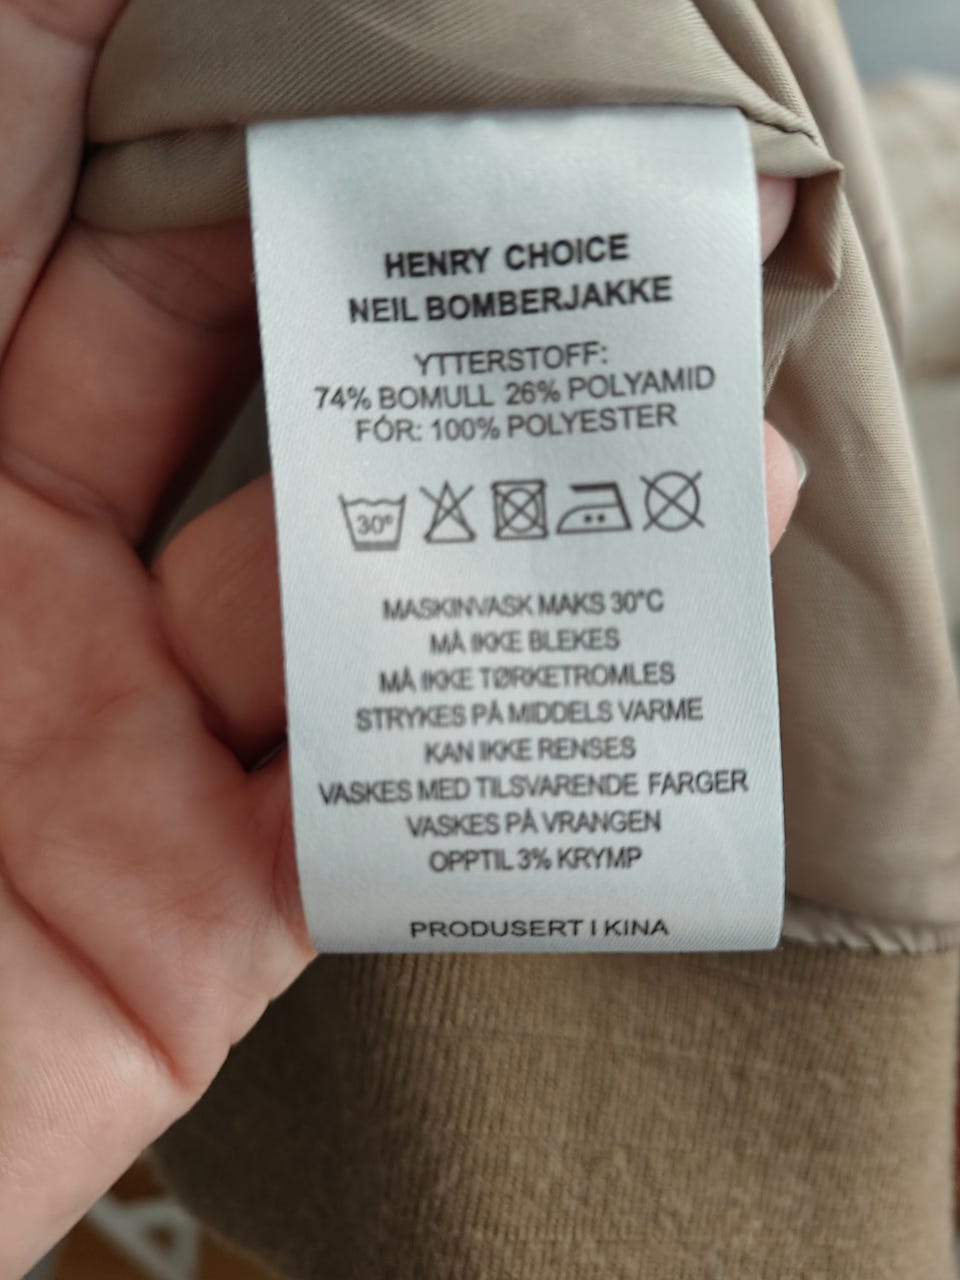 HENRY CHOICE
NEIL BOMBERJAKKE
YTTERSTOFF:
74% BOMULL 26% POLYAMID
FÓR: 100% POLYESTER
30°
MASKINVASK MAKS 30°C
MÅ IKKE BLEKES
MÅ IKKE TØRKETROMLES
STRYKES PÅ MIDDELS VARME
KAN IKKE RENSES
VASKES MED TILSVARENDE FARGER
VASKES PÅ VRANGEN
OPPTIL 3% KRYMP
PRODUSERT I KINA